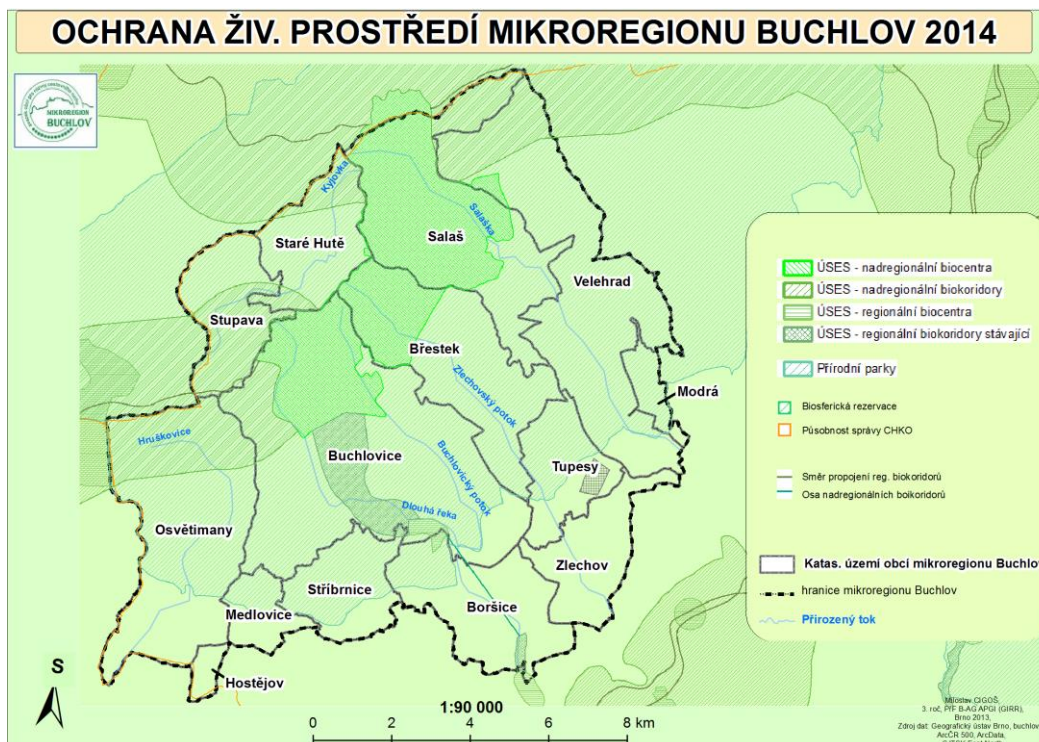 OCHRANA ŽIV. PROSTŘEDÍ MIKROREGIONU BUCHLOV 2014
MIKROREGION
BUCHLOV
Kyjovka
Salaška
Staré Hutě
Salaš
Velehrad
Stupava
Břestek
Zlechovský potok
Modrá
Hruškovice
Buchlovice
Buchlovický potok
Tupesy
Dlouhá řeka
Osvětimany
Zlechov
Stříbrnice
Boršice
Medlovice
Hostějov
ÚSES - nadregionální biocentra
ÚSES - nadregionální biokoridory
ÚSES - regionální biocentra
ÚSES - regionální biokoridory stávající
Přírodní parky
Biosferická rezervace
Působnost správy CHKO
Směr propojení reg. biokoridorů
Osa nadregionálních boikoridorů
Katas. území obcí mikroregionu Buchlov
hranice mikroregionu Buchlov
Přirozený tok
S
1:90 000
0 2 4 6 8 km
Miloslav CIGOŠ,
3. roč, PřF B-AG APGI (GIRR),
Brno 2013,
Zdroj dat: Geografický ústav Brno, buchlov
ArcČR 500, ArcData,